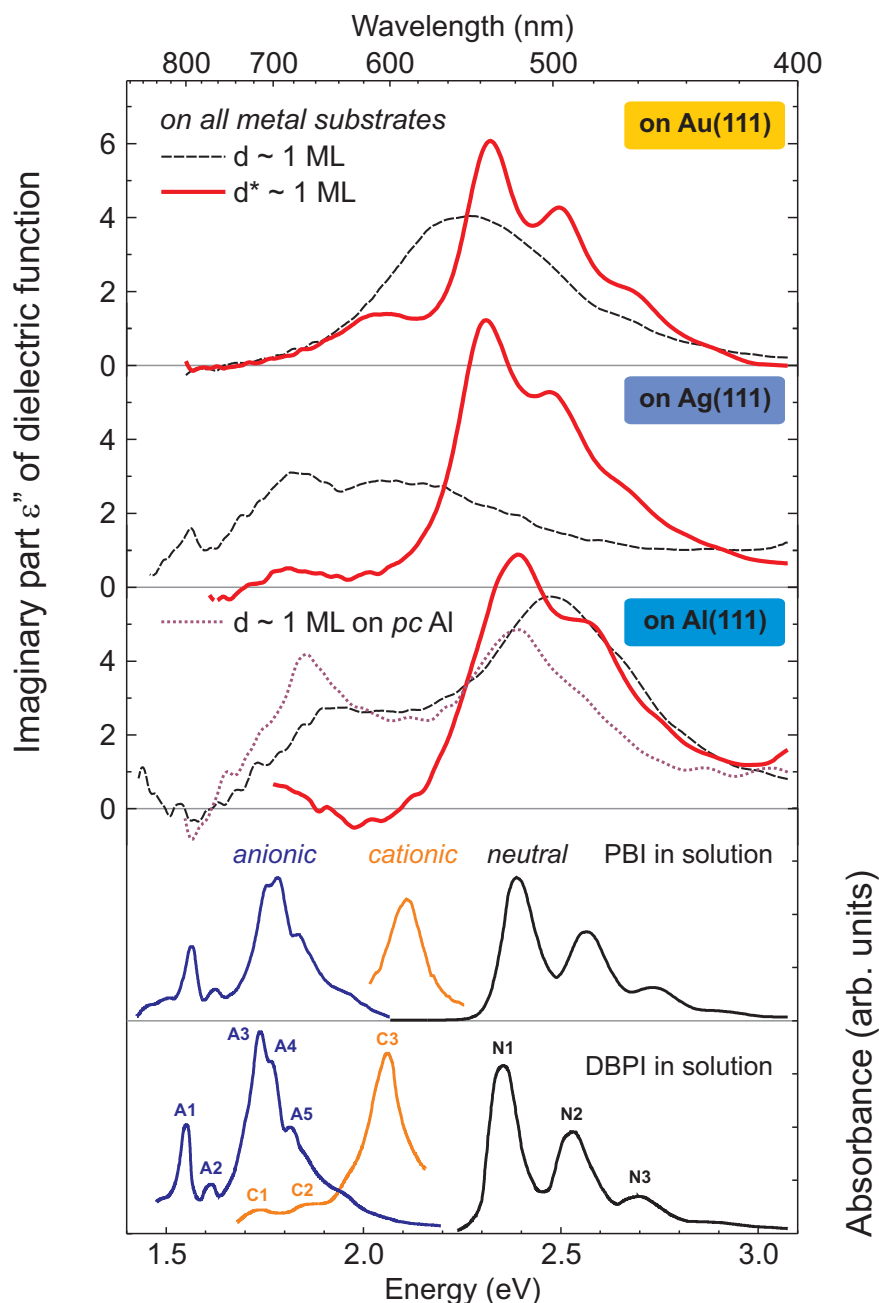 Wavelength (nm)
800 700 600 500 400
on all metal substrates
on Au(111)
d ~ 1 ML
d* ~ 1 ML
6
4
2
0
on Ag(111)
4
2
0
d ~ 1 ML on pc Al
on Al(111)
4
2
0
Imaginary part ε” of dielectric function
anionic cationic neutral PBI in solution
A3
A4
C3
N1
DBPI in solution
A1
A5
N2
A2
C1
C2
N3
Absorbance (arb. units)
1.5 2.0 2.5 3.0
Energy (eV)